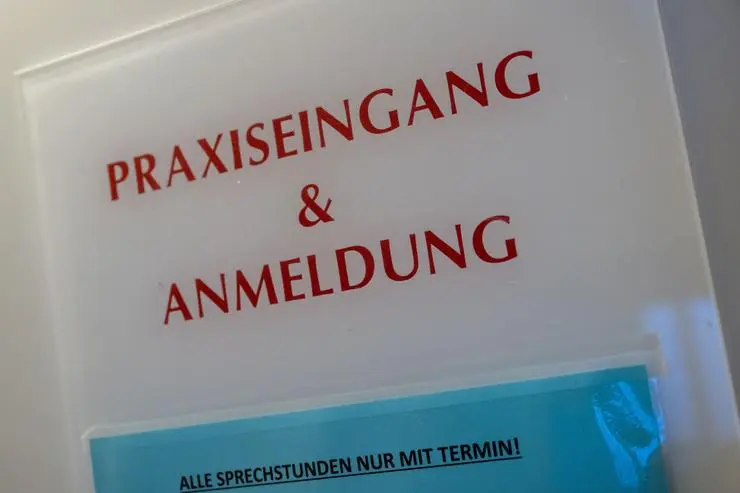 PRAXISEINGANG
&
ANMELDUNG
ALLE SPRECHSTUNDEN NUR MIT TERMIN!